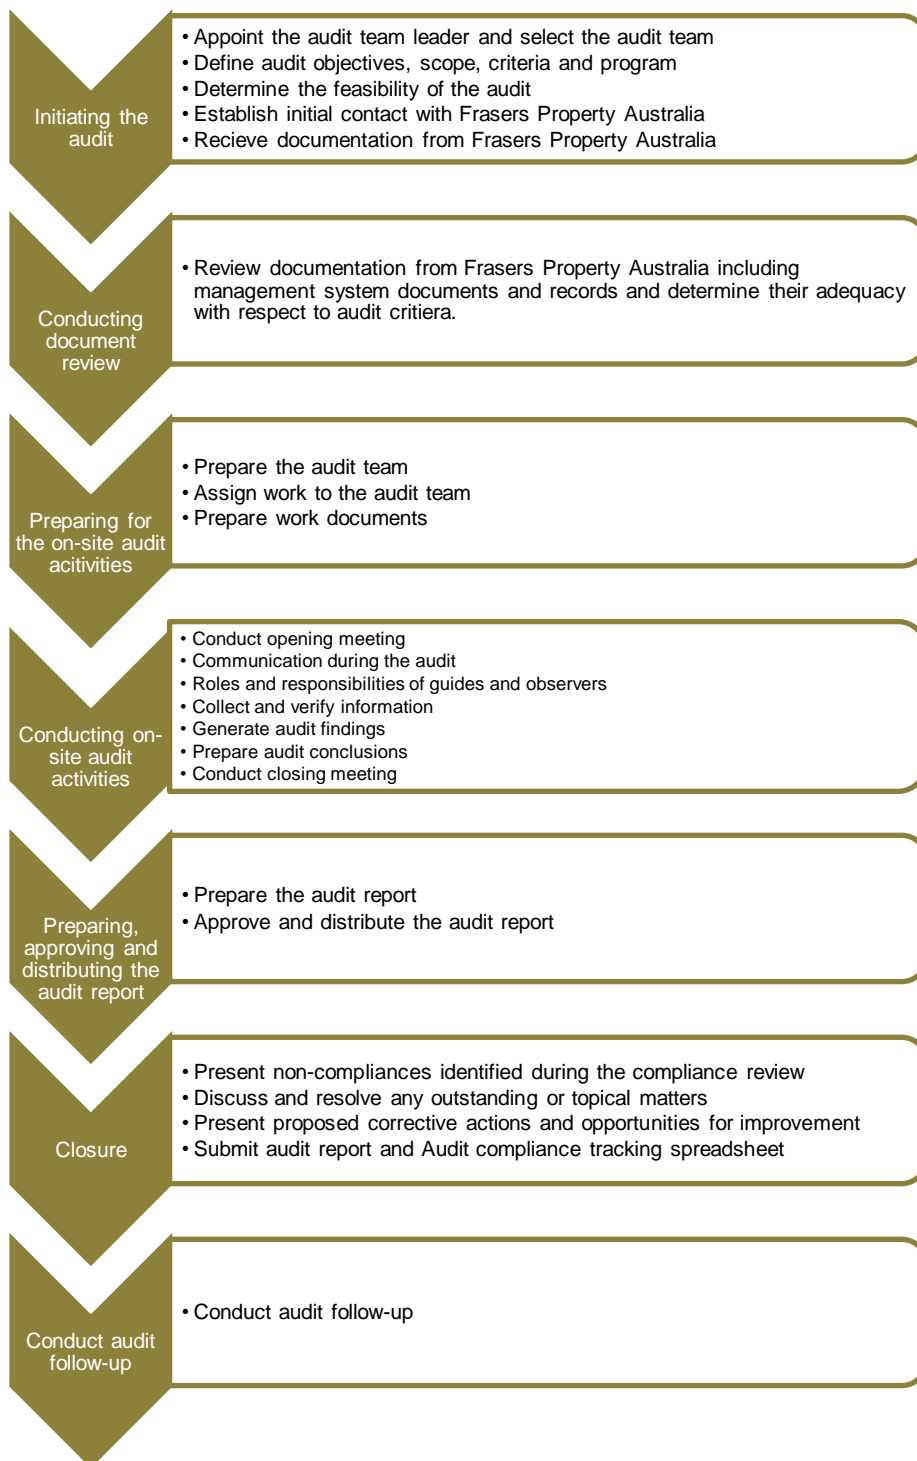 Initiating the
audit
• Appoint the audit team leader and select the audit team
• Define audit objectives, scope, criteria and program
• Determine the feasibility of the audit
• Establish initial contact with Frasers Property Australia
• Recieve documentation from Frasers Property Australia
Conducting
document
review
• Review documentation from Frasers Property Australia including
management system documents and records and determine their adequacy
with respect to audit critiera.
Preparing for
the on-site audit
acitivities
• Prepare the audit team
• Assign work to the audit team
• Prepare work documents
Conducting on-
site audit
activities
• Conduct opening meeting
• Communication during the audit
• Roles and responsibilities of guides and observers
• Collect and verify information
• Generate audit findings
• Prepare audit conclusions
• Conduct closing meeting
Preparing,
approving and
distributing the
audit report
• Prepare the audit report
• Approve and distribute the audit report
Closure
• Present non-compliances identified during the compliance review
• Discuss and resolve any outstanding or topical matters
• Present proposed corrective actions and opportunities for improvement
• Submit audit report and Audit compliance tracking spreadsheet
Conduct audit
follow-up
• Conduct audit follow-up